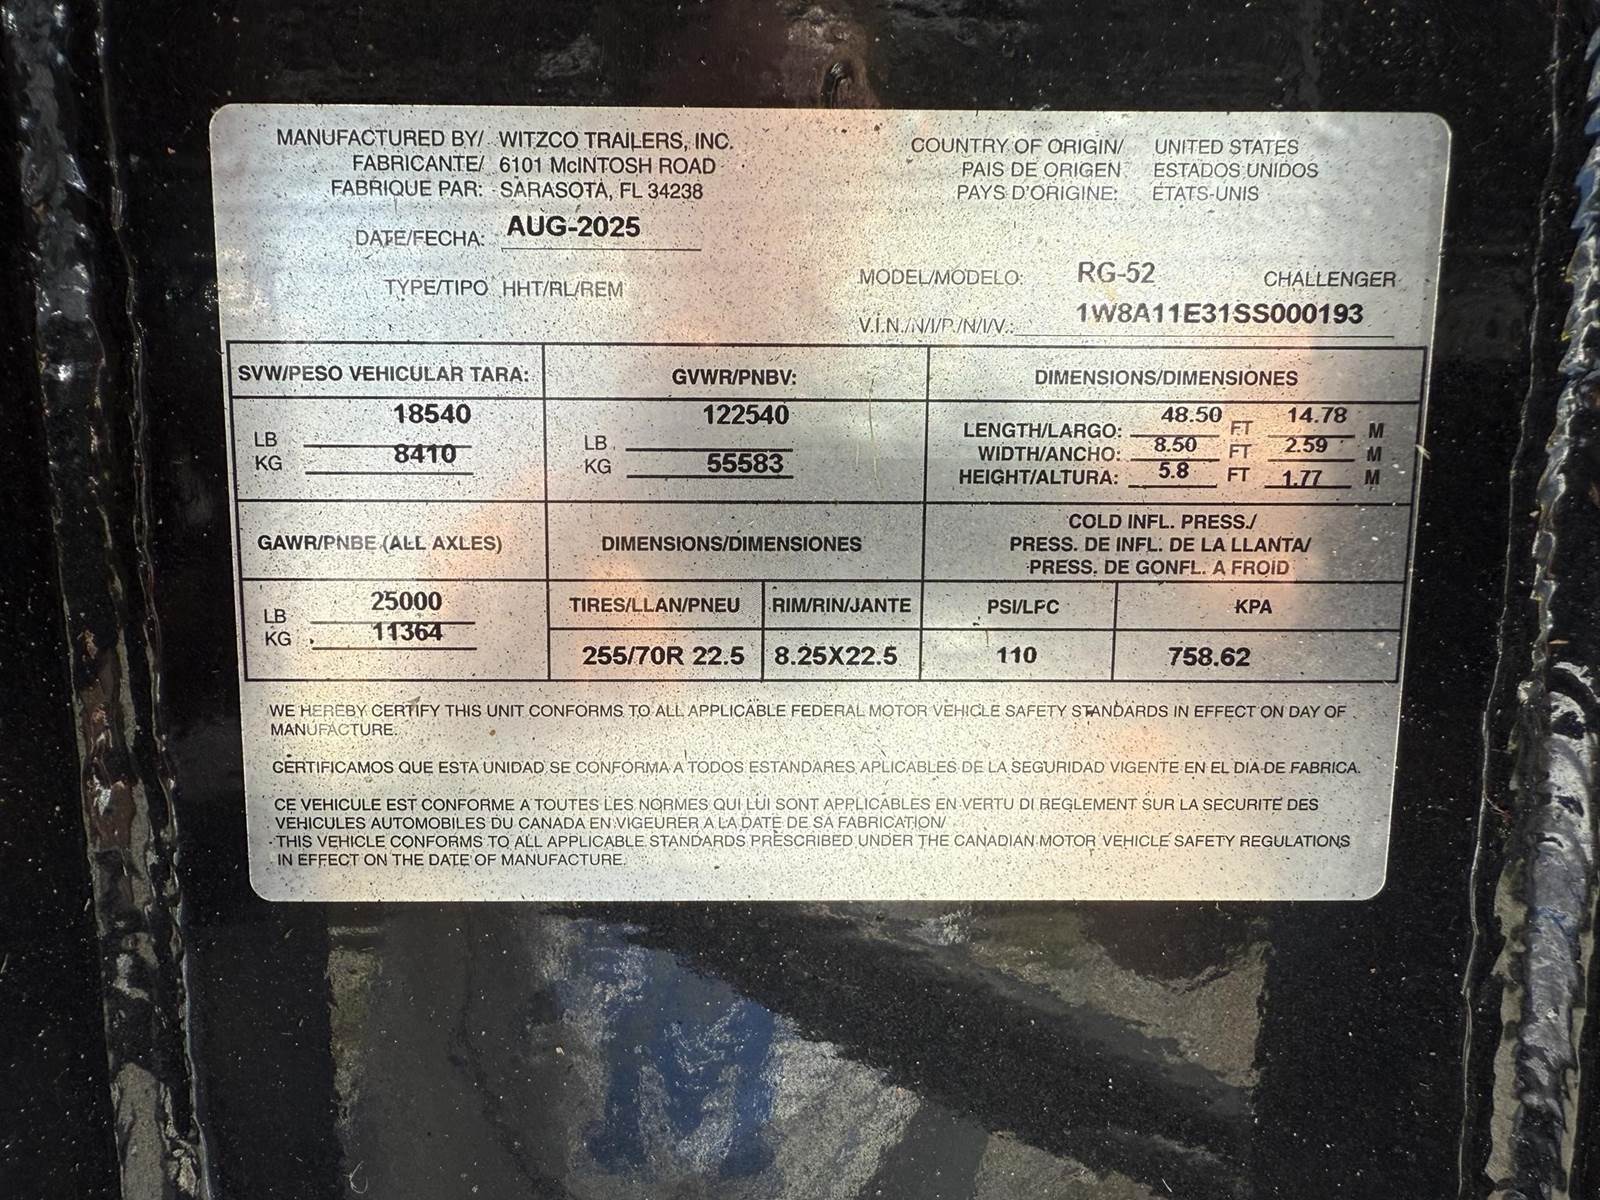 MANUFACTURED BY/ WITZCO TRAILERS, INC.
FABRICANTE/ 6101 McINTOSH ROAD
FABRIQUE PAR: SARASOTA, FL 34238
COUNTRY OF ORIGIN/ UNITED STATES
PAIS DE ORIGEN ESTADOS UNIDOS
PAYS D'ORIGINE: ÉTATS-UNIS
DATE/FECHA: AUG-2025
TYPE/TIPO HHT/RL/REM
MODEL/MODELO: RG-52 CHALLENGER
V.I.N./N/I/P./N/I/V.: 1W8A11E31SS000193
SVW/PESO VEHICULAR TARA: GVWR/PNBV: DIMENSIONS/DIMENSIONES
LB 18540
KG 8410
LB 122540
KG 55583
LENGTH/LARGO: 48.50 FT 14.78 M
WIDTH/ANCHO: 8.50 FT 2.59 M
HEIGHT/ALTURA: 5.8 FT 1.77 M
GAWR/PNBE (ALL AXLES) DIMENSIONS/DIMENSIONES
COLD INFL. PRESS./
PRESS. DE INFL. DE LA LLANTA/
PRESS. DE GONFL. A FROID
LB 25000
KG 11364
TIRES/LLAN/PNEU RIM/RIN/JANTE PSI/LFC KPA
255/70R 22.5 8.25X22.5 110 758.62
WE HEREBY CERTIFY THIS UNIT CONFORMS TO ALL APPLICABLE FEDERAL MOTOR VEHICLE SAFETY STANDARDS IN EFFECT ON DAY OF
MANUFACTURE.
CERTIFICAMOS QUE ESTA UNIDAD SE CONFORMA A TODOS ESTANDARES APLICABLES DE LA SEGURIDAD VIGENTE EN EL DIA DE FABRICA.
CE VEHICULE EST CONFORME A TOUTES LES NORMES QUI LUI SONT APPLICABLES EN VERTU DI REGLEMENT SUR LA SECURITE DES
VEHICULES AUTOMOBILES DU CANADA EN VIGEURER A LA DATE DE SA FABRICATION/
THIS VEHICLE CONFORMS TO ALL APPLICABLE STANDARDS PRESCRIBED UNDER THE CANADIAN MOTOR VEHICLE SAFETY REGULATIONS
IN EFFECT ON THE DATE OF MANUFACTURE.